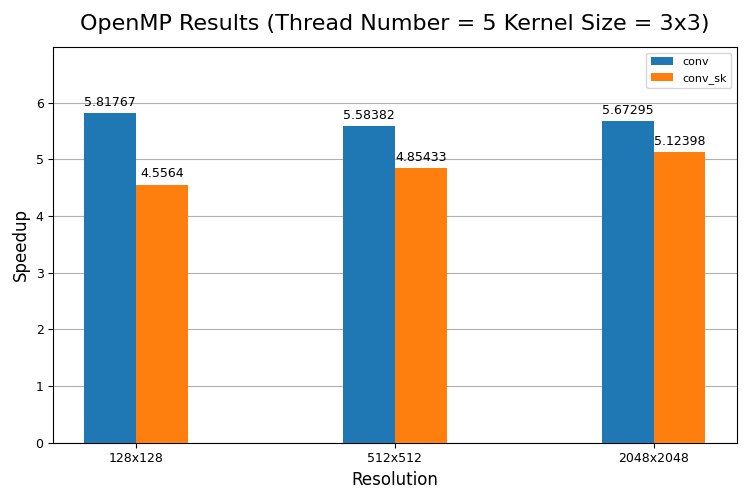 OpenMP Results (Thread Number = 5 Kernel Size = 3x3)
conv
conv_sk
5.81767
4.5564
5.58382
4.85433
5.67295
5.12398
6
5
4
3
2
1
0
Speedup
128x128
512x512
2048x2048
Resolution